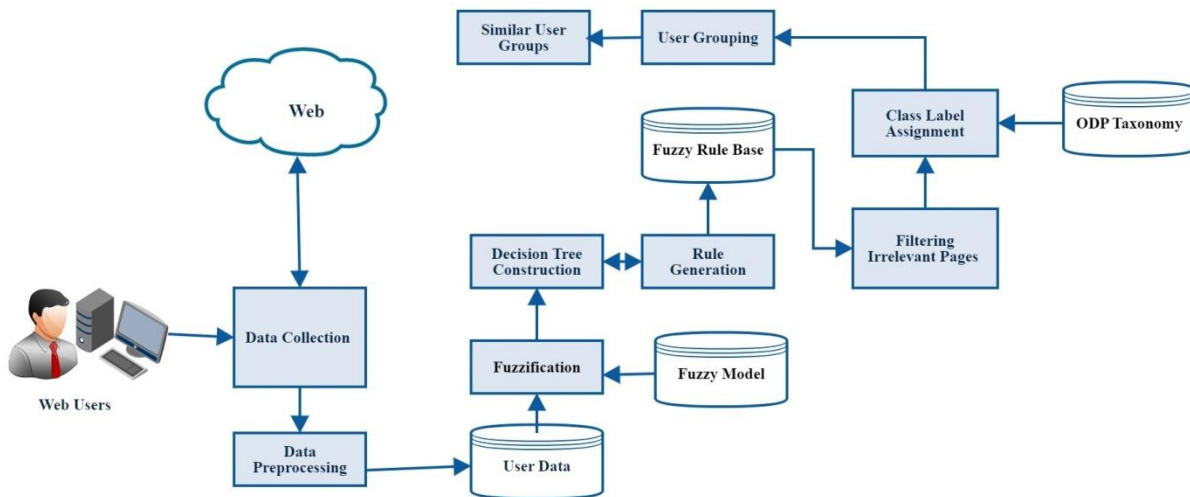 Similar User
Groups
User Grouping
Web
Class Label
Assignment
ODP Taxonomy
Fuzzy Rule Base
Decision Tree
Construction
Rule
Generation
Filtering
Irrelevant Pages
Data Collection
Web Users
Fuzzification
Fuzzy Model
Data
Preprocessing
User Data